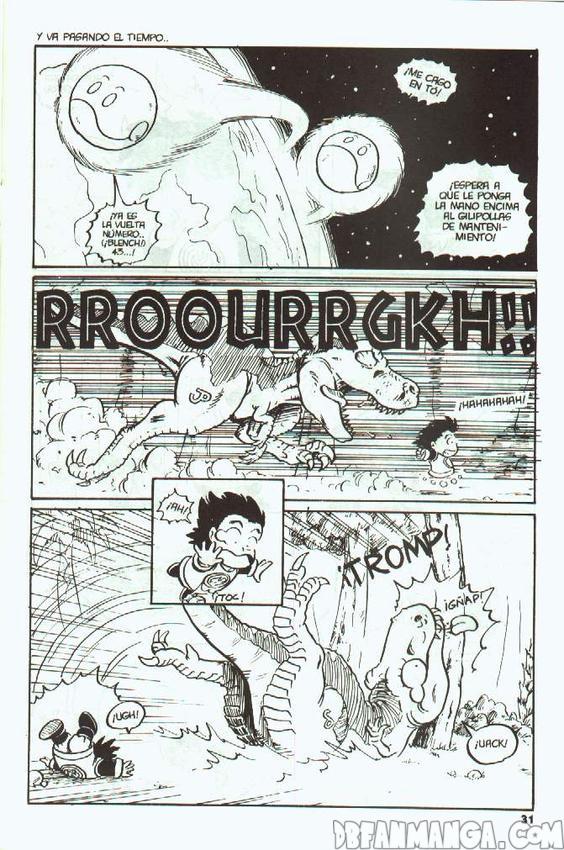 Y VA PASANDO EL TIEMPO..
¡ME CAGO
EN TÓ!
¡YA ES
LA VUELTA
NÚMERO..
(¡BLENCH!)
43...!
¡ESPERA A
QUE LE PONGA
LA MANO ENCIMA
AL GILIPOLLAS
DE MANTENI-
MIENTO!
RROOURRGKH!!
¡HAHAHAHAH!
¡AH!
¡TOC!
¡TROMP!
¡GÑAP!
¡UGH!
¡UACK!
31
DBFANMANGA.COM